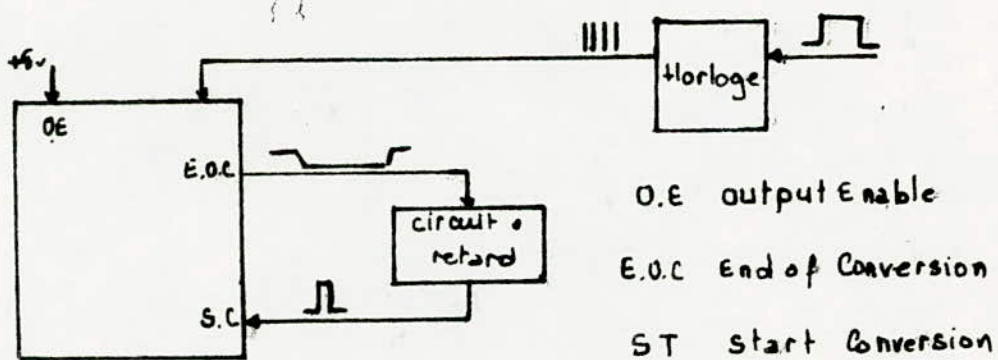 +5v
Horloge
OE
E.O.C
circuit
retard
S.C
O.E output Enable
E.O.C End of Conversion
ST Start Conversion